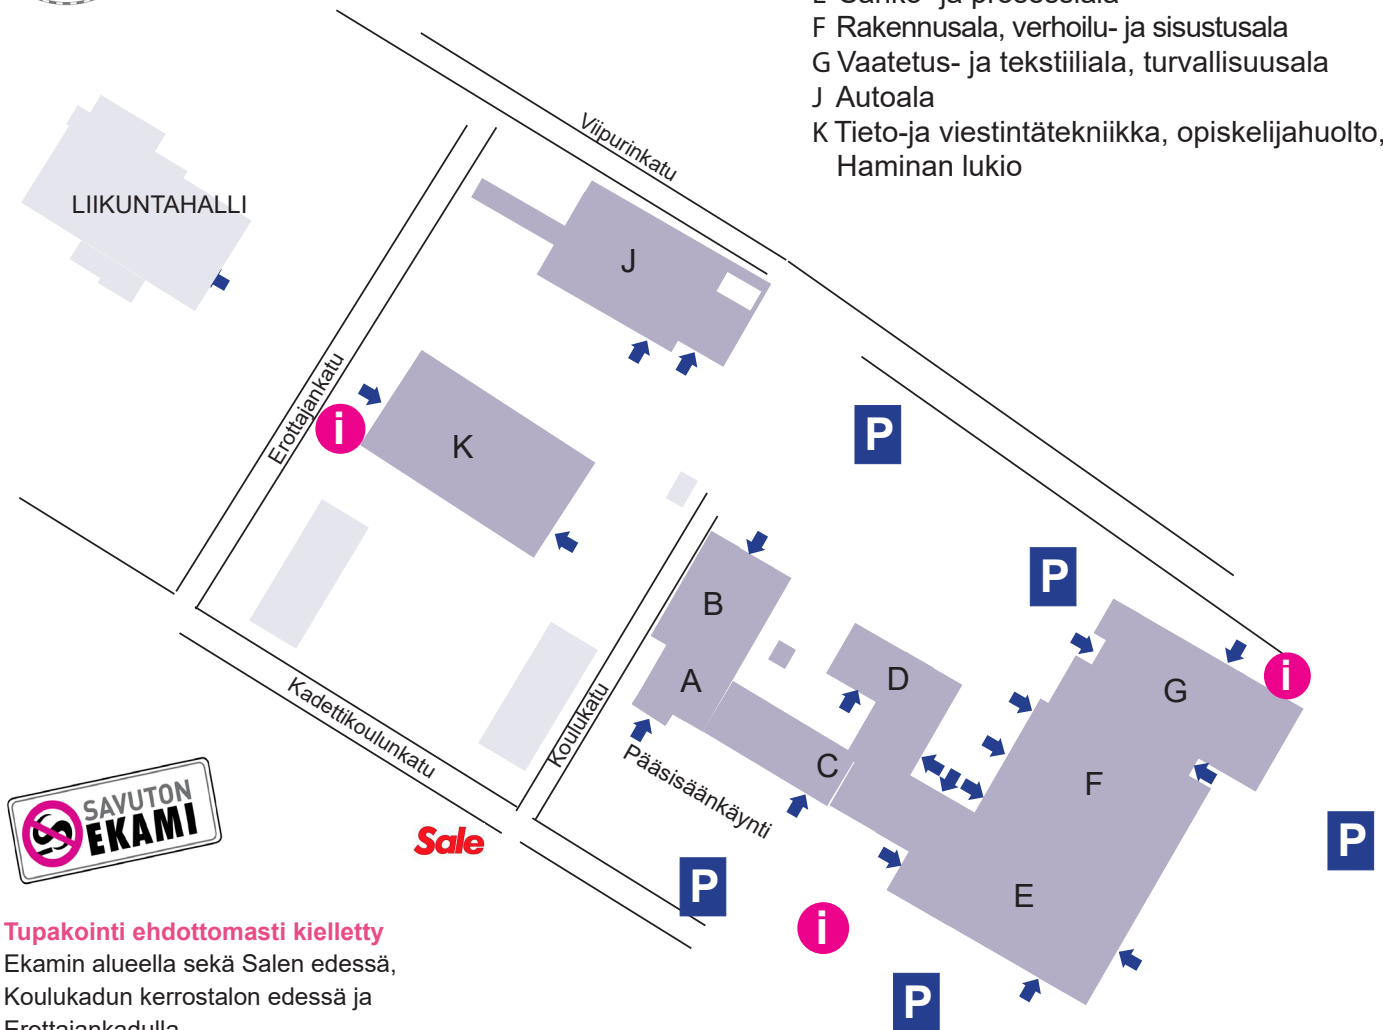 F Rakennusala, verhoilu- ja sisustusala
G Vaatetus- ja tekstiiliala, turvallisuusala
J Autoala
K Tieto-ja viestintätekniikka, opiskelijahuolto,
Haminan lukio
Viipurinkatu
LIIKUNTAHALLI
J
Erottajankatu
i
K
P
P
B
A
D
G
i
Kadettikoulunkatu
Koulukatu
Pääsisäänkäynti
C
F
SAVUTON
EKAMI
Sale
P
P
E
i
P
Tupakointi ehdottomasti kielletty
Ekamin alueella sekä Salen edessä,
Koulukadun kerrostalon edessä ja
Erottajankadulla